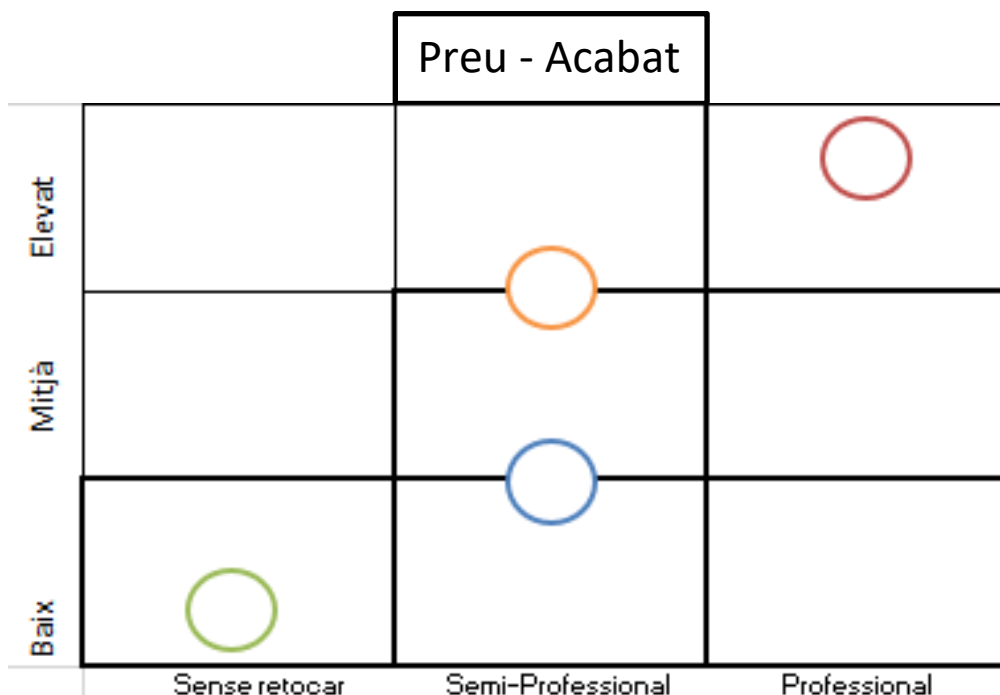 Preu - Acabat
Elevat
Mitjà
Baix
Sense retocar
Semi-Professional
Professional